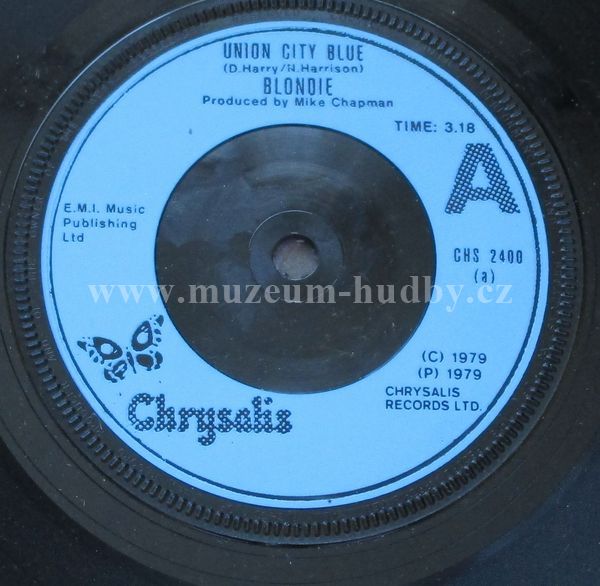 UNION CITY BLUE
(D.Harry/N.Harrison)
BLONDIE
Produced by Mike Chapman
TIME: 3.18
A
E.M.I. Music
Publishing
Ltd
CHS 2400
(a)
www.muzeum-hudby.cz
(C) 1979
(P) 1979
CHRYSALIS
RECORDS LTD.
Chrysalis